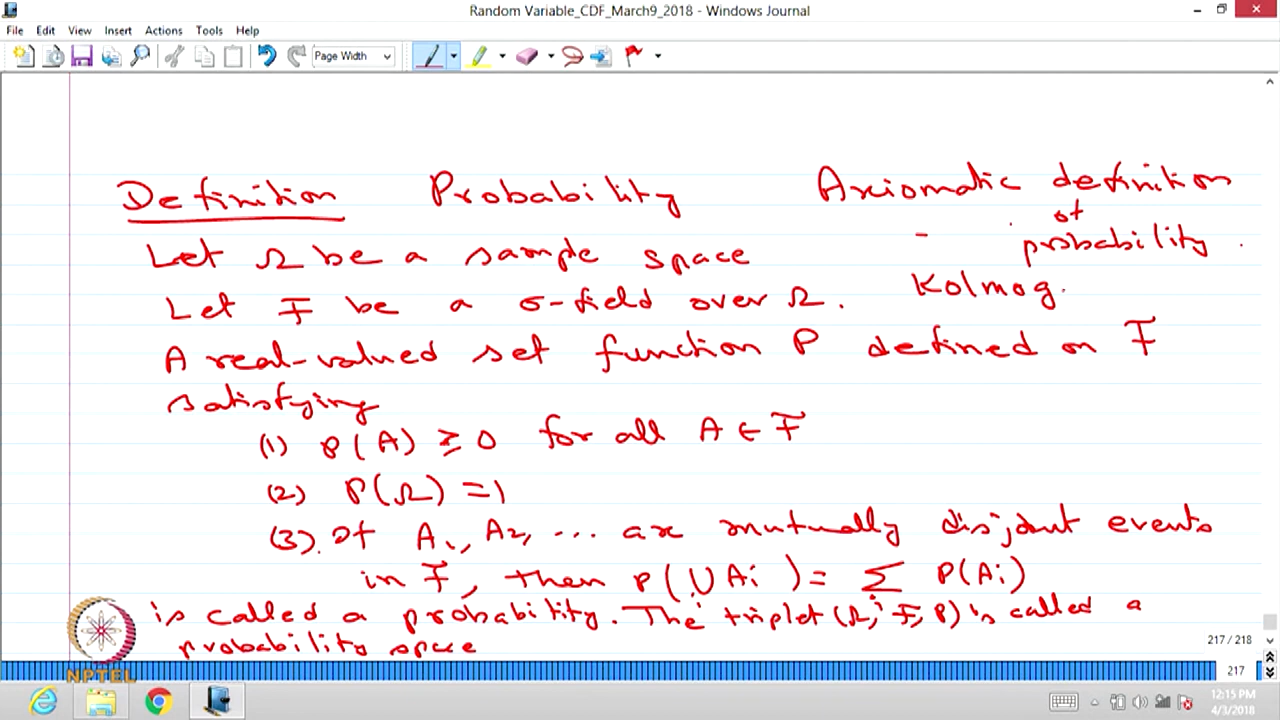 Random Variable_CDF_March9_2018 - Windows Journal
File Edit View Insert Actions Tools Help
Page Width
Definition Probability Axiomatic definition
of
probability.
Let Ω be a sample space
Kolmog.
Let F be a σ-field over Ω.
A real-valued set function P defined on F
satisfying
(1) P(A) ≥ 0 for all A ∈ F
(2) P(Ω) = 1
(3). If A1, A2, ... are mutually disjoint events
in F, then P(∪Ai) = Σ P(Ai)
i i
is called a probability. The triplet (Ω, F, P) is called a
probability space
NPTEL
217 / 218
217
12:15 PM
4/3/2018